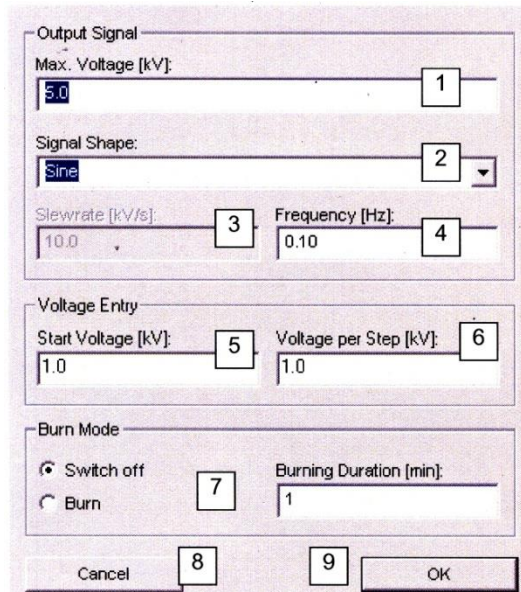 Output Signal
Max. Voltage [kV]:
5.0
1
Signal Shape:
Sine
2
Slewrate [kV/s]:
10.0
3
Frequency [Hz]:
0.10
4
Voltage Entry
Start Voltage [kV]:
1.0
5
Voltage per Step [kV]:
1.0
6
Burn Mode
Switch off
Burn
7
Burning Duration [min]:
1
Cancel
8
9
OK